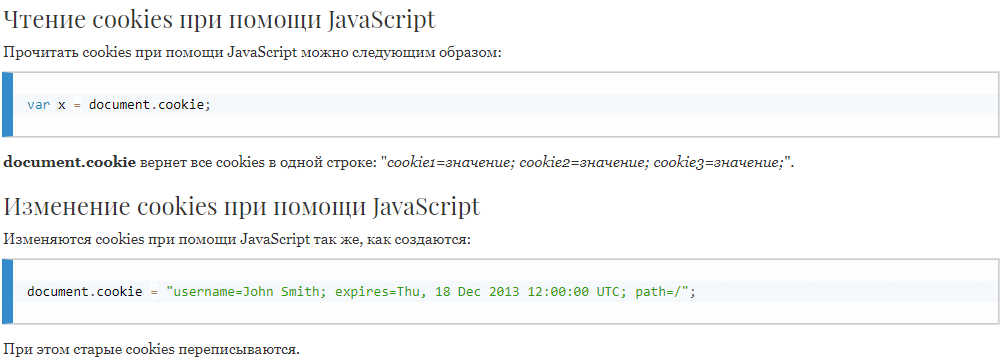 Чтение cookies при помощи JavaScript
Прочитать cookies при помощи JavaScript можно следующим образом:
var x = document.cookie;
document.cookie вернет все cookies в одной строке: "cookie1=значение; cookie2=значение; cookie3=значение;".
Изменение cookies при помощи JavaScript
Изменяются cookies при помощи JavaScript так же, как создаются:
document.cookie = "username=John Smith; expires=Thu, 18 Dec 2013 12:00:00 UTC; path=/";
При этом старые cookies переписываются.